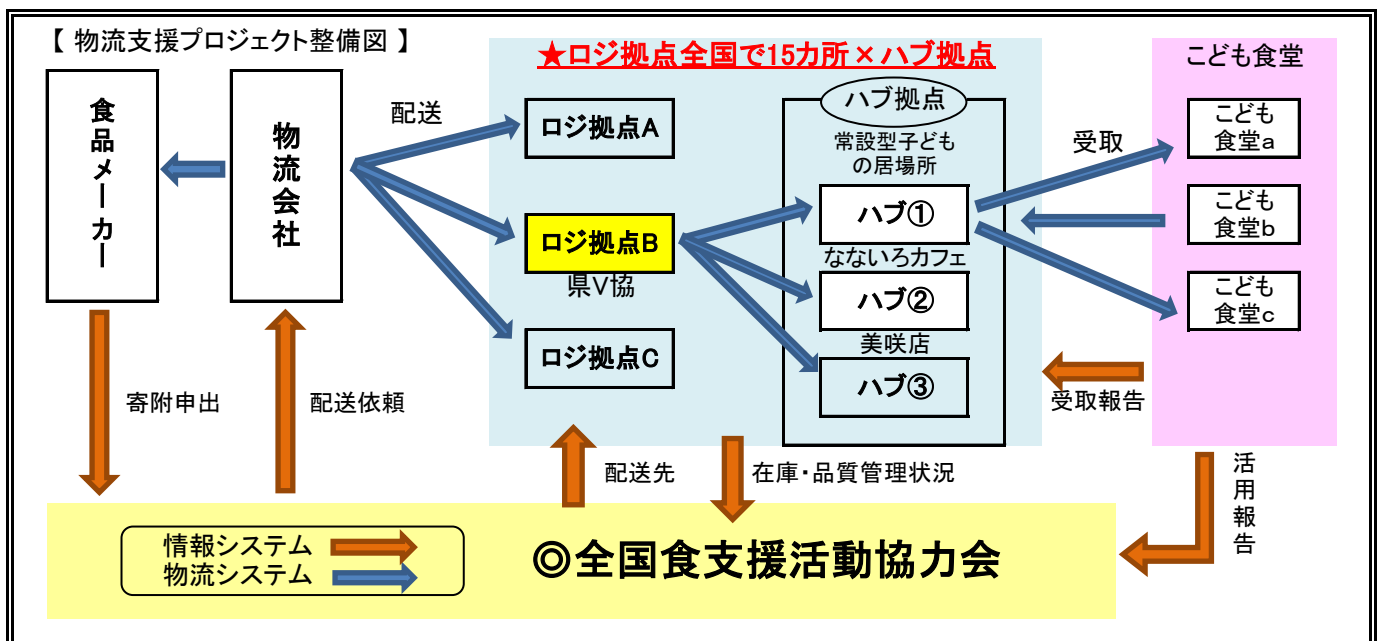 【 物流支援プロジェクト整備図 】
★ロジ拠点全国で15カ所×ハブ拠点
こども食堂
食品メーカー
物流会社
配送
ロジ拠点A
ロジ拠点B
県V協
ロジ拠点C
ハブ拠点
常設型子ども
の居場所
ハブ①
なないろカフェ
ハブ②
美咲店
ハブ③
受取
こども
食堂a
こども
食堂b
こども
食堂c
寄附申出
配送依頼
配送先
在庫・品質管理状況
受取報告
活用報告
情報システム
物流システム
◎全国食支援活動協力会